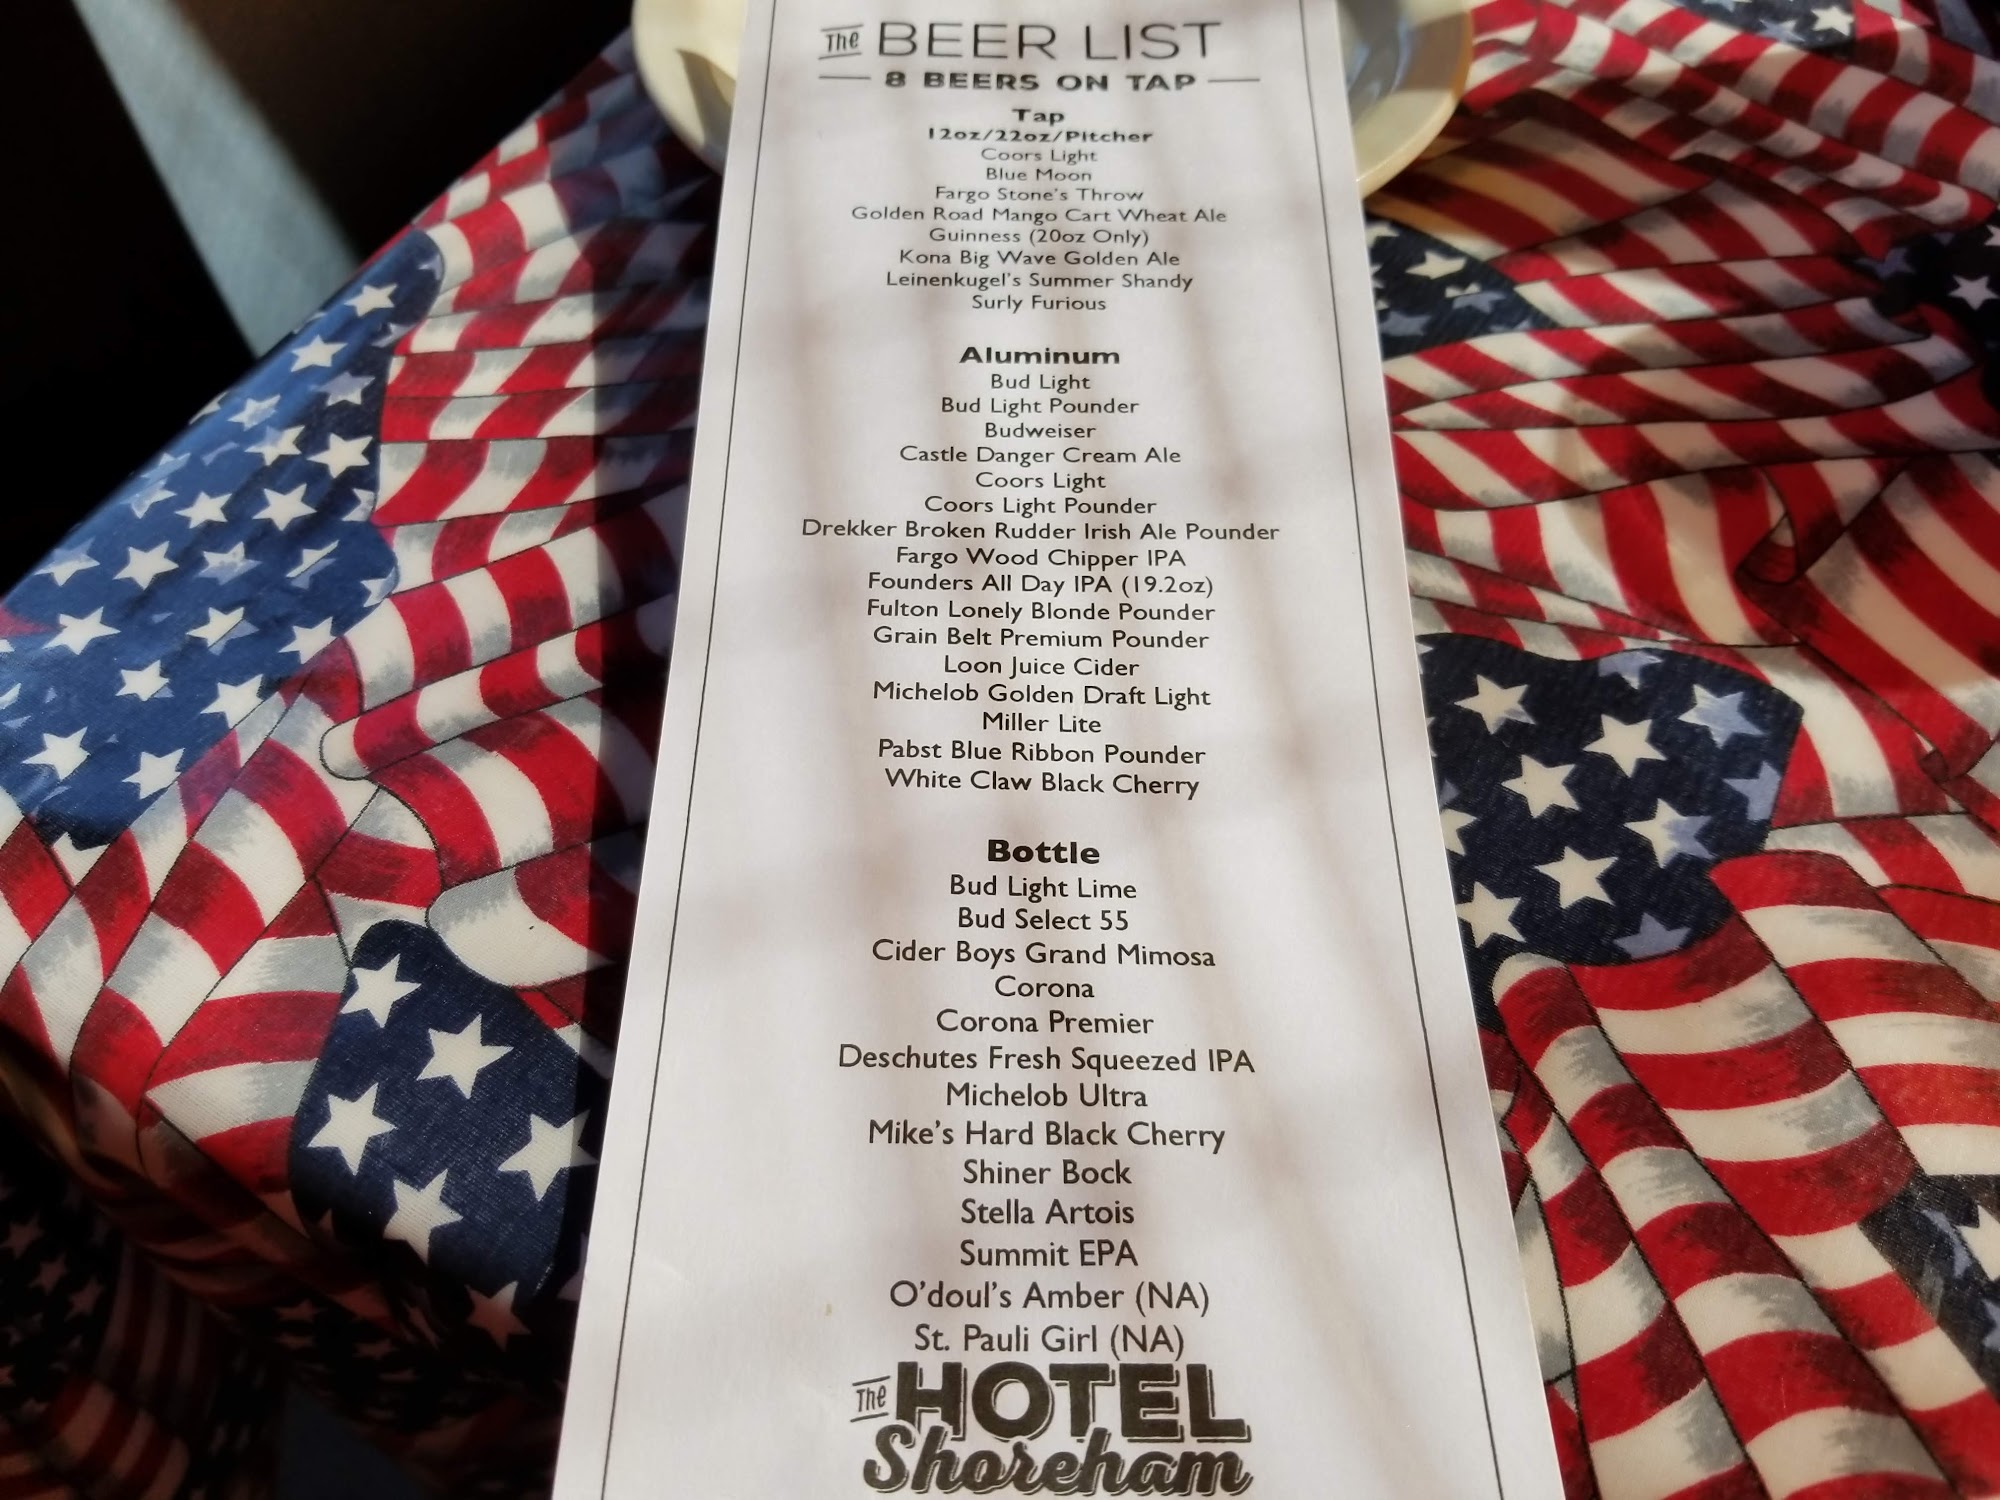 The BEER LIST
8 BEERS ON TAP
Tap
12oz/22oz/Pitcher
Coors Light
Blue Moon
Fargo Stone's Throw
Golden Road Mango Cart Wheat Ale
Guinness (20oz Only)
Kona Big Wave Golden Ale
Leinenkugel's Summer Shandy
Surly Furious
Aluminum
Bud Light
Bud Light Pounder
Budweiser
Castle Danger Cream Ale
Coors Light
Coors Light Pounder
Drekker Broken Rudder Irish Ale Pounder
Fargo Wood Chipper IPA
Founders All Day IPA (19.2oz)
Fulton Lonely Blonde Pounder
Grain Belt Premium Pounder
Loon Juice Cider
Michelob Golden Draft Light
Miller Lite
Pabst Blue Ribbon Pounder
White Claw Black Cherry
Bottle
Bud Light Lime
Bud Select 55
Cider Boys Grand Mimosa
Corona
Corona Premier
Deschutes Fresh Squeezed IPA
Michelob Ultra
Mike's Hard Black Cherry
Shiner Bock
Stella Artois
Summit EPA
O'doul's Amber (NA)
St. Pauli Girl (NA)
The HOTEL
Shoreham